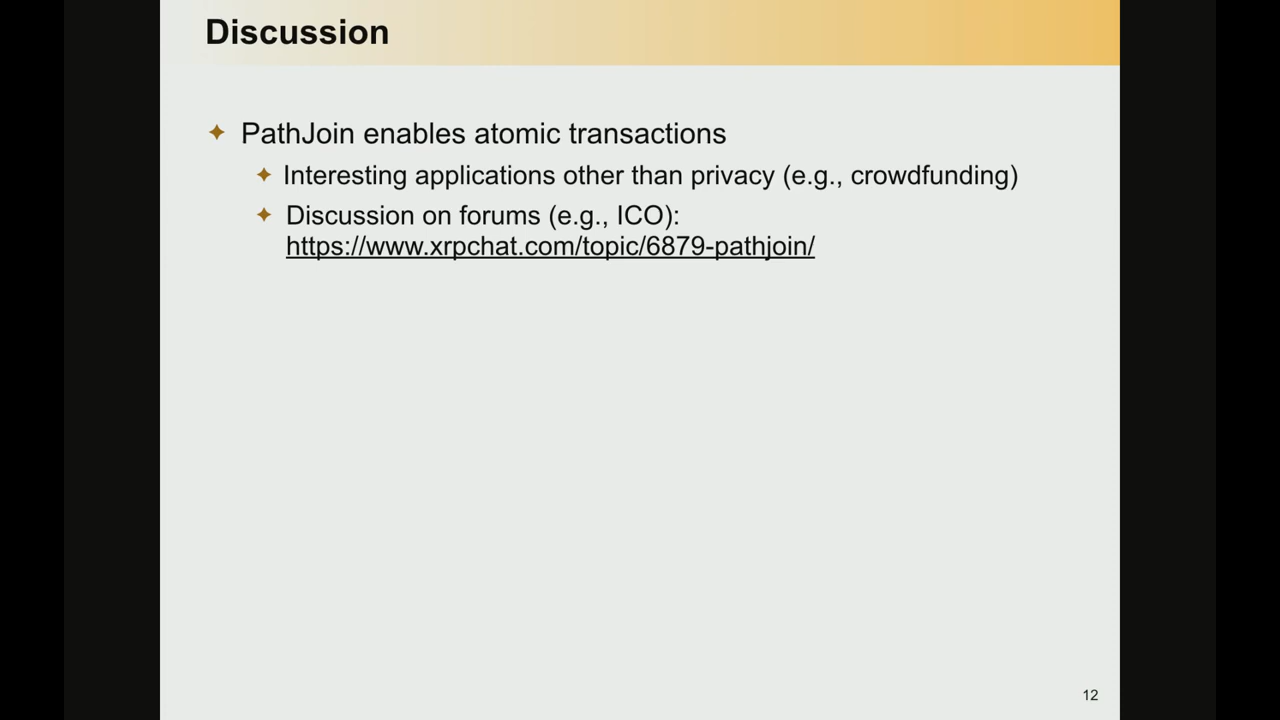 Discussion
PathJoin enables atomic transactions
Interesting applications other than privacy (e.g., crowdfunding)
Discussion on forums (e.g., ICO):
https://www.xrpchat.com/topic/6879-pathjoin/
12